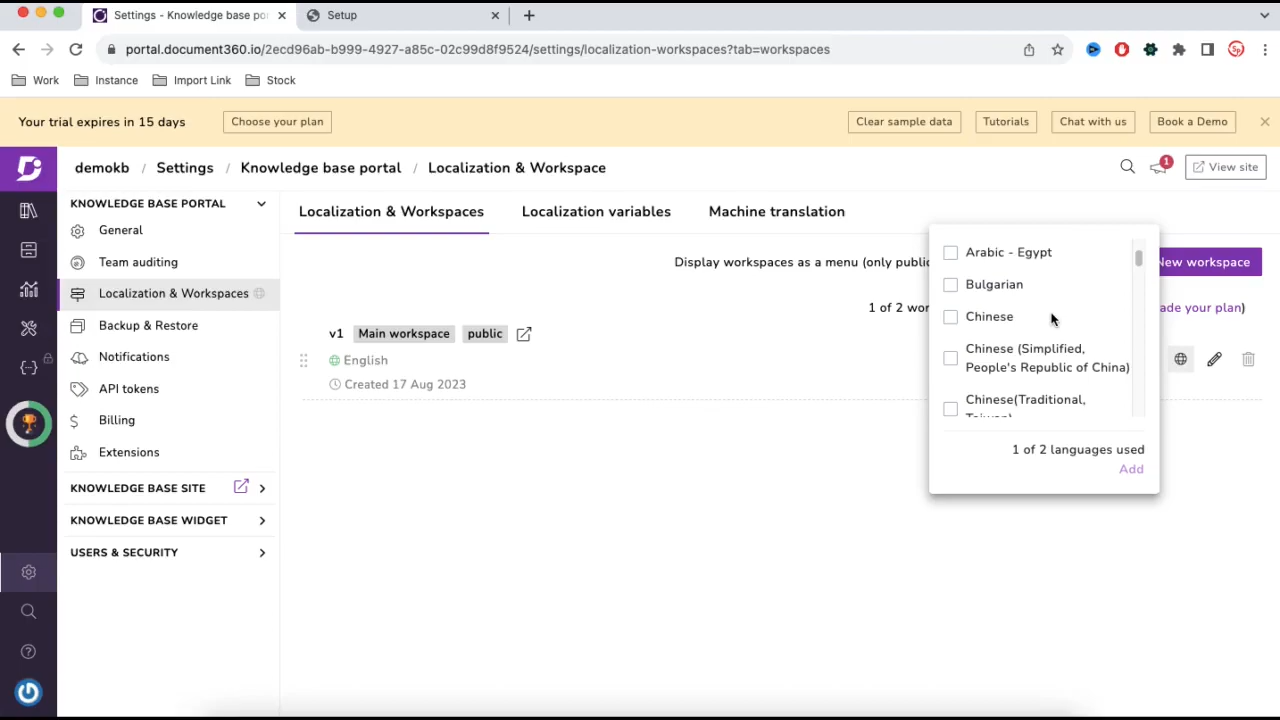 Settings - Knowledge base por
Setup
portal.document360.io/2ecd96ab-b999-4927-a85c-02c99d8f9524/settings/localization-workspaces?tab=workspaces
Work
Instance
Import Link
Stock
Your trial expires in 15 days
Choose your plan
Clear sample data
Tutorials
Chat with us
Book a Demo
demokb / Settings / Knowledge base portal / Localization & Workspace
1
View site
KNOWLEDGE BASE PORTAL
General
Team auditing
Localization & Workspaces
Backup & Restore
Notifications
API tokens
Billing
Extensions
KNOWLEDGE BASE SITE
KNOWLEDGE BASE WIDGET
USERS & SECURITY
Localization & Workspaces
Localization variables
Machine translation
Display workspaces as a menu (only public
New workspace
1 of 2 wor
ade your plan)
v1 Main workspace public
English
Created 17 Aug 2023
Arabic - Egypt
Bulgarian
Chinese
Chinese (Simplified,
People's Republic of China)
Chinese(Traditional,
Taiwan)
1 of 2 languages used
Add